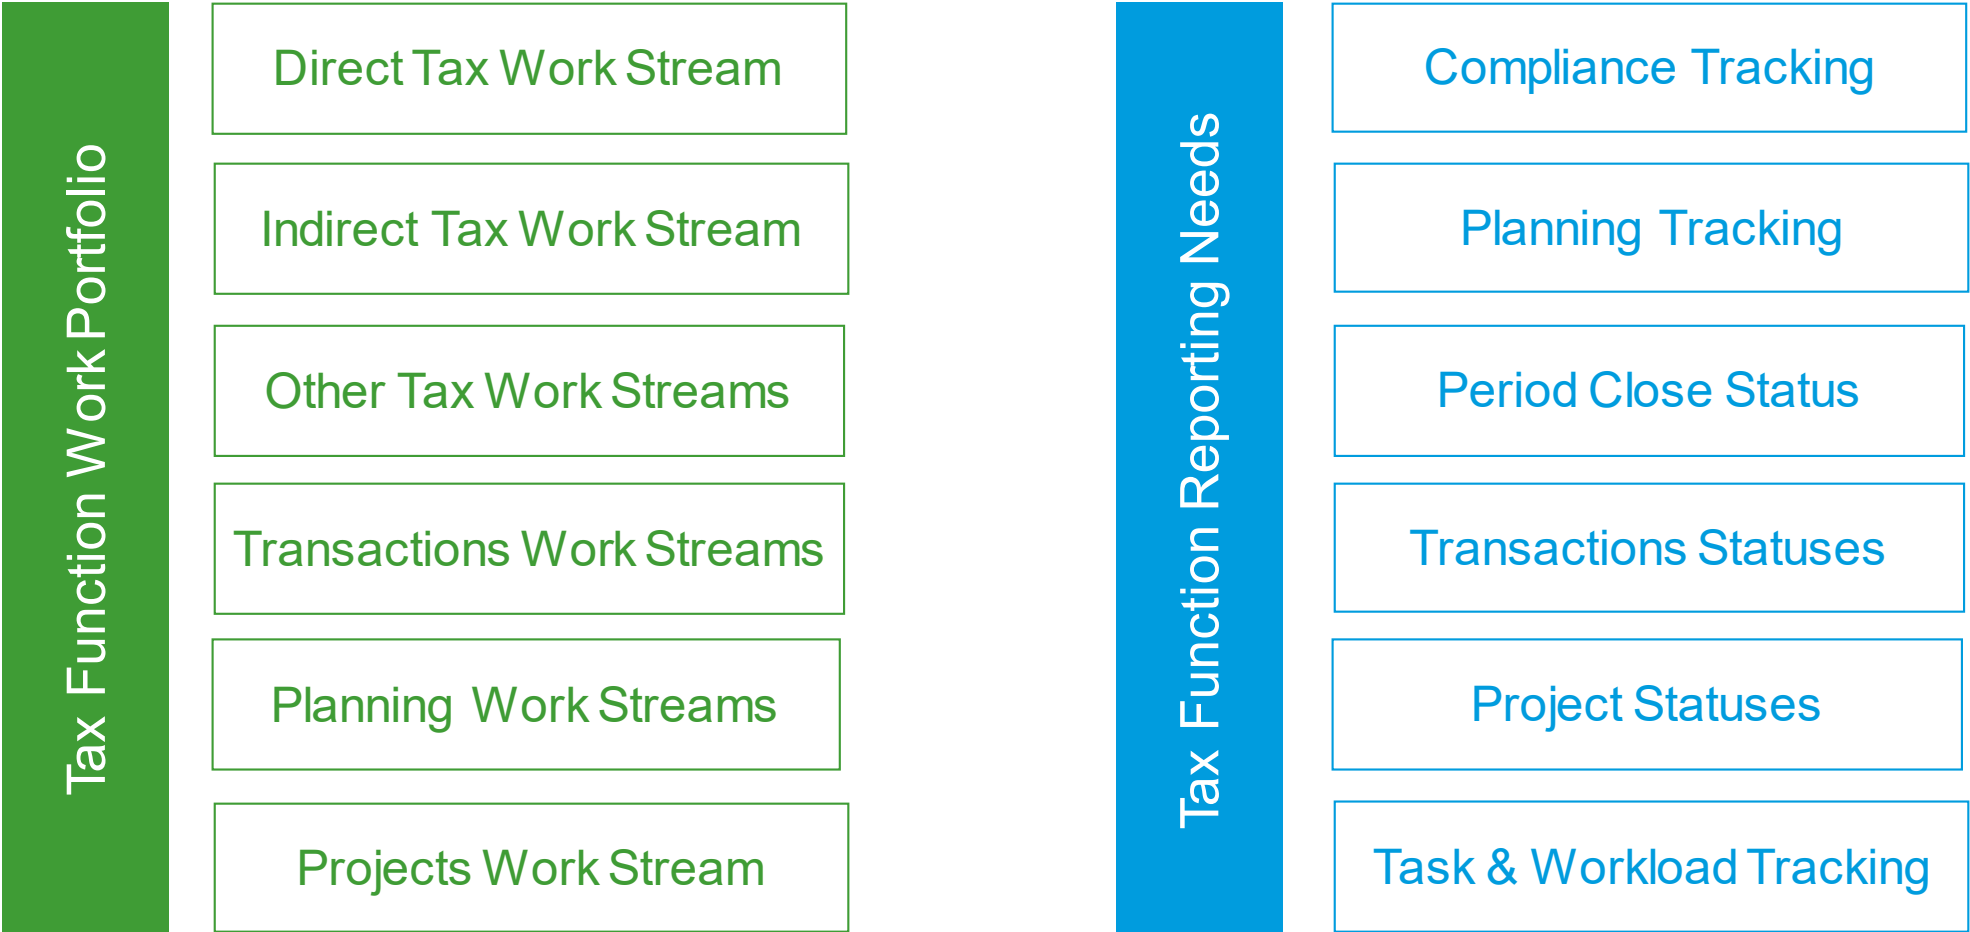 Tax Function Work Portfolio
Direct Tax Work Stream
Indirect Tax Work Stream
Other Tax Work Streams
Transactions Work Streams
Planning Work Streams
Projects Work Stream
Tax Function Reporting Needs
Compliance Tracking
Planning Tracking
Period Close Status
Transactions Statuses
Project Statuses
Task & Workload Tracking